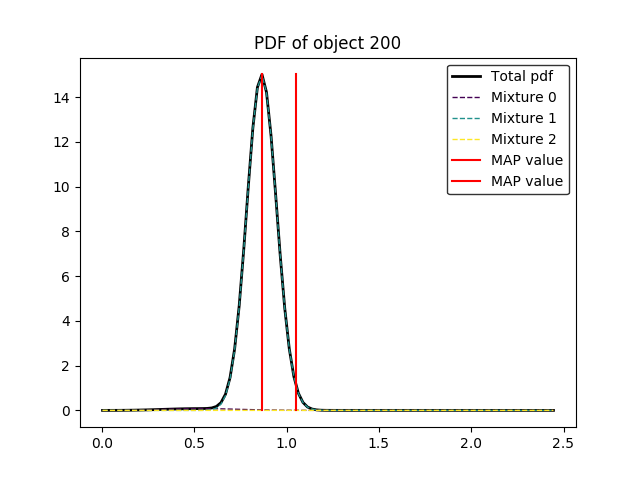 PDF of object 200
Total pdf
Mixture 0
Mixture 1
Mixture 2
MAP value
MAP value
14
12
10
8
6
4
2
0
0.0 0.5 1.0 1.5 2.0 2.5